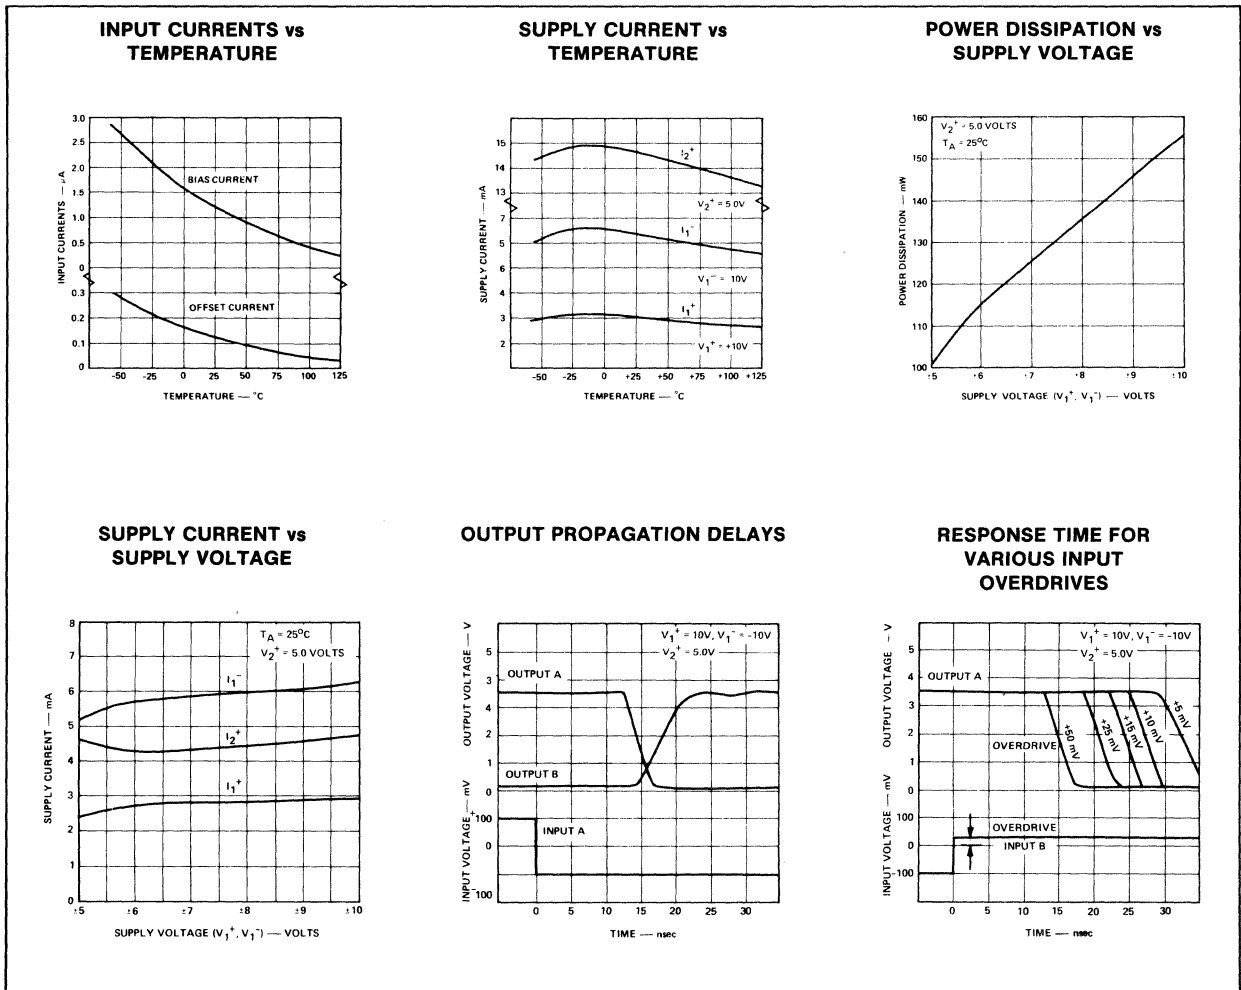 INPUT CURRENTS vs
TEMPERATURE
3.0
2.5
2.0
1.5
1.0
0.5
0
0.3
0.2
0.1
0
INPUT CURRENTS — μA
BIAS CURRENT
OFFSET CURRENT
-50 -25 0 25 50 75 100 125
TEMPERATURE — °C
SUPPLY CURRENT vs
TEMPERATURE
15
14
13
7
5
6
4
3
2
SUPPLY CURRENT — mA
I₂⁺
V₂⁺ = 5.0V
I₁⁻
V₁⁻ = 10V
I₁⁺
V₁⁺ = +10V
-50 -25 0 +25 +50 +75 +100 +125
TEMPERATURE — °C
POWER DISSIPATION vs
SUPPLY VOLTAGE
160
150
140
130
114
110
100
POWER DISSIPATION — mW
V₂⁺ = 5.0 VOLTS
T_A = 25°C
±5 ±6 ±7 ±8 ±9 ±10
SUPPLY VOLTAGE (V₁⁺, V₁⁻) — VOLTS
SUPPLY CURRENT vs
SUPPLY VOLTAGE
8
7
6
5
4
3
2
1
0
SUPPLY CURRENT — mA
T_A = 25°C
V₂⁺ = 5.0 VOLTS
I₁⁻
I₂⁺
I₁⁺
±5 ±6 ±7 ±8 ±9 ±10
SUPPLY VOLTAGE (V₁⁺, V₁⁻) — VOLTS
OUTPUT PROPAGATION DELAYS
OUTPUT VOLTAGE — V
5
3
4
2
1
0
V₁⁺ = 10V, V₁⁻ = -10V
V₂⁺ = 5.0V
OUTPUT A
OUTPUT B
INPUT VOLTAGE — mV
+100
0
-100
INPUT A
0 5 10 15 20 25 30
TIME — nsec
RESPONSE TIME FOR
VARIOUS INPUT
OVERDRIVES
OUTPUT VOLTAGE - V
5
4
3
2
1
0
V₁⁺ = 10V, V₁⁻ = -10V
V₂⁺ = 5.0V
OUTPUT A
OVERDRIVE
+50 mV
+25 mV
+15 mV
+10 mV
+5 mV
INPUT VOLTAGE — mV
100
0
-100
OVERDRIVE
INPUT B
0 5 10 15 20 25 30
TIME — nsec